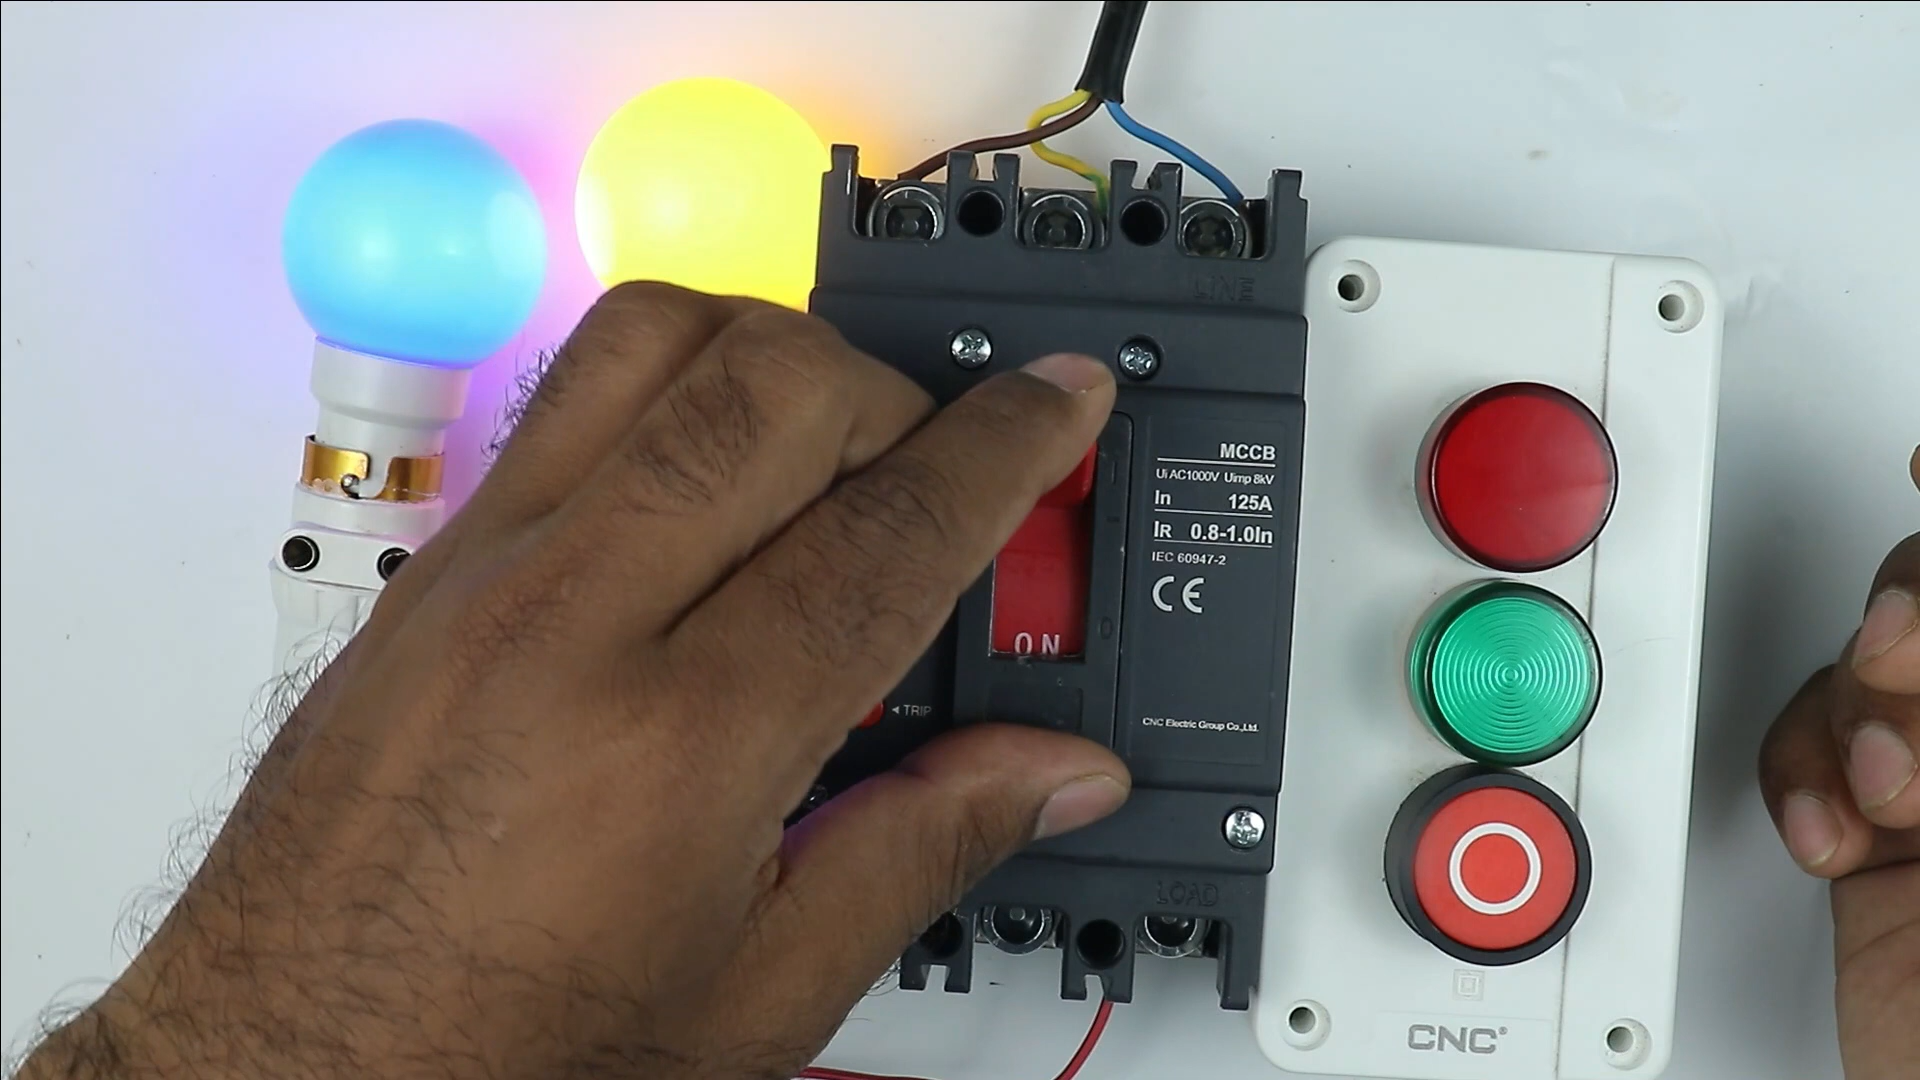 LINE
MCCB
Ui AC1000V Uimp 8kV
In 125A
IR 0.8-1.0In
IEC 60947-2
CE
ON
◄ TRIP
CNC Electric Group Co.,Ltd.
LOAD
CNC®